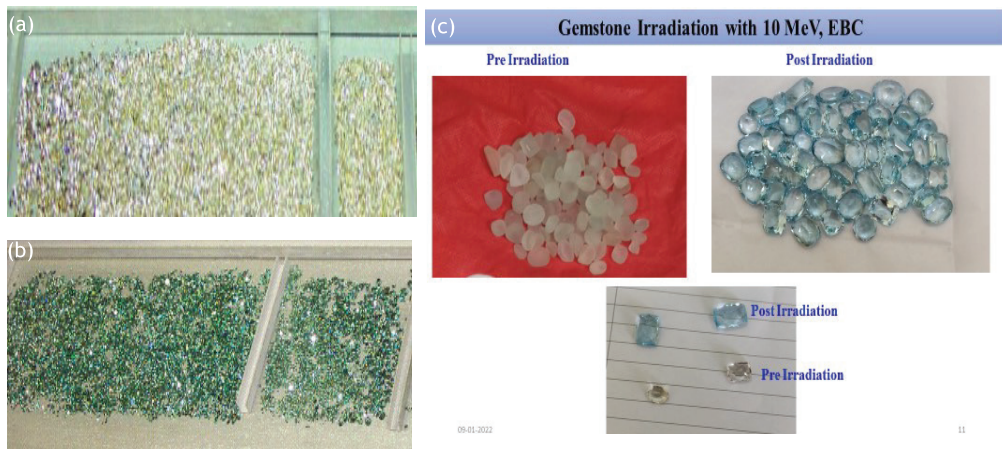 (a)
(b)
(c)
Gemstone Irradiation with 10 MeV, EBC
Pre Irradiation
Post Irradiation
Post Irradiation
Pre Irradiation
09-01-2022
11